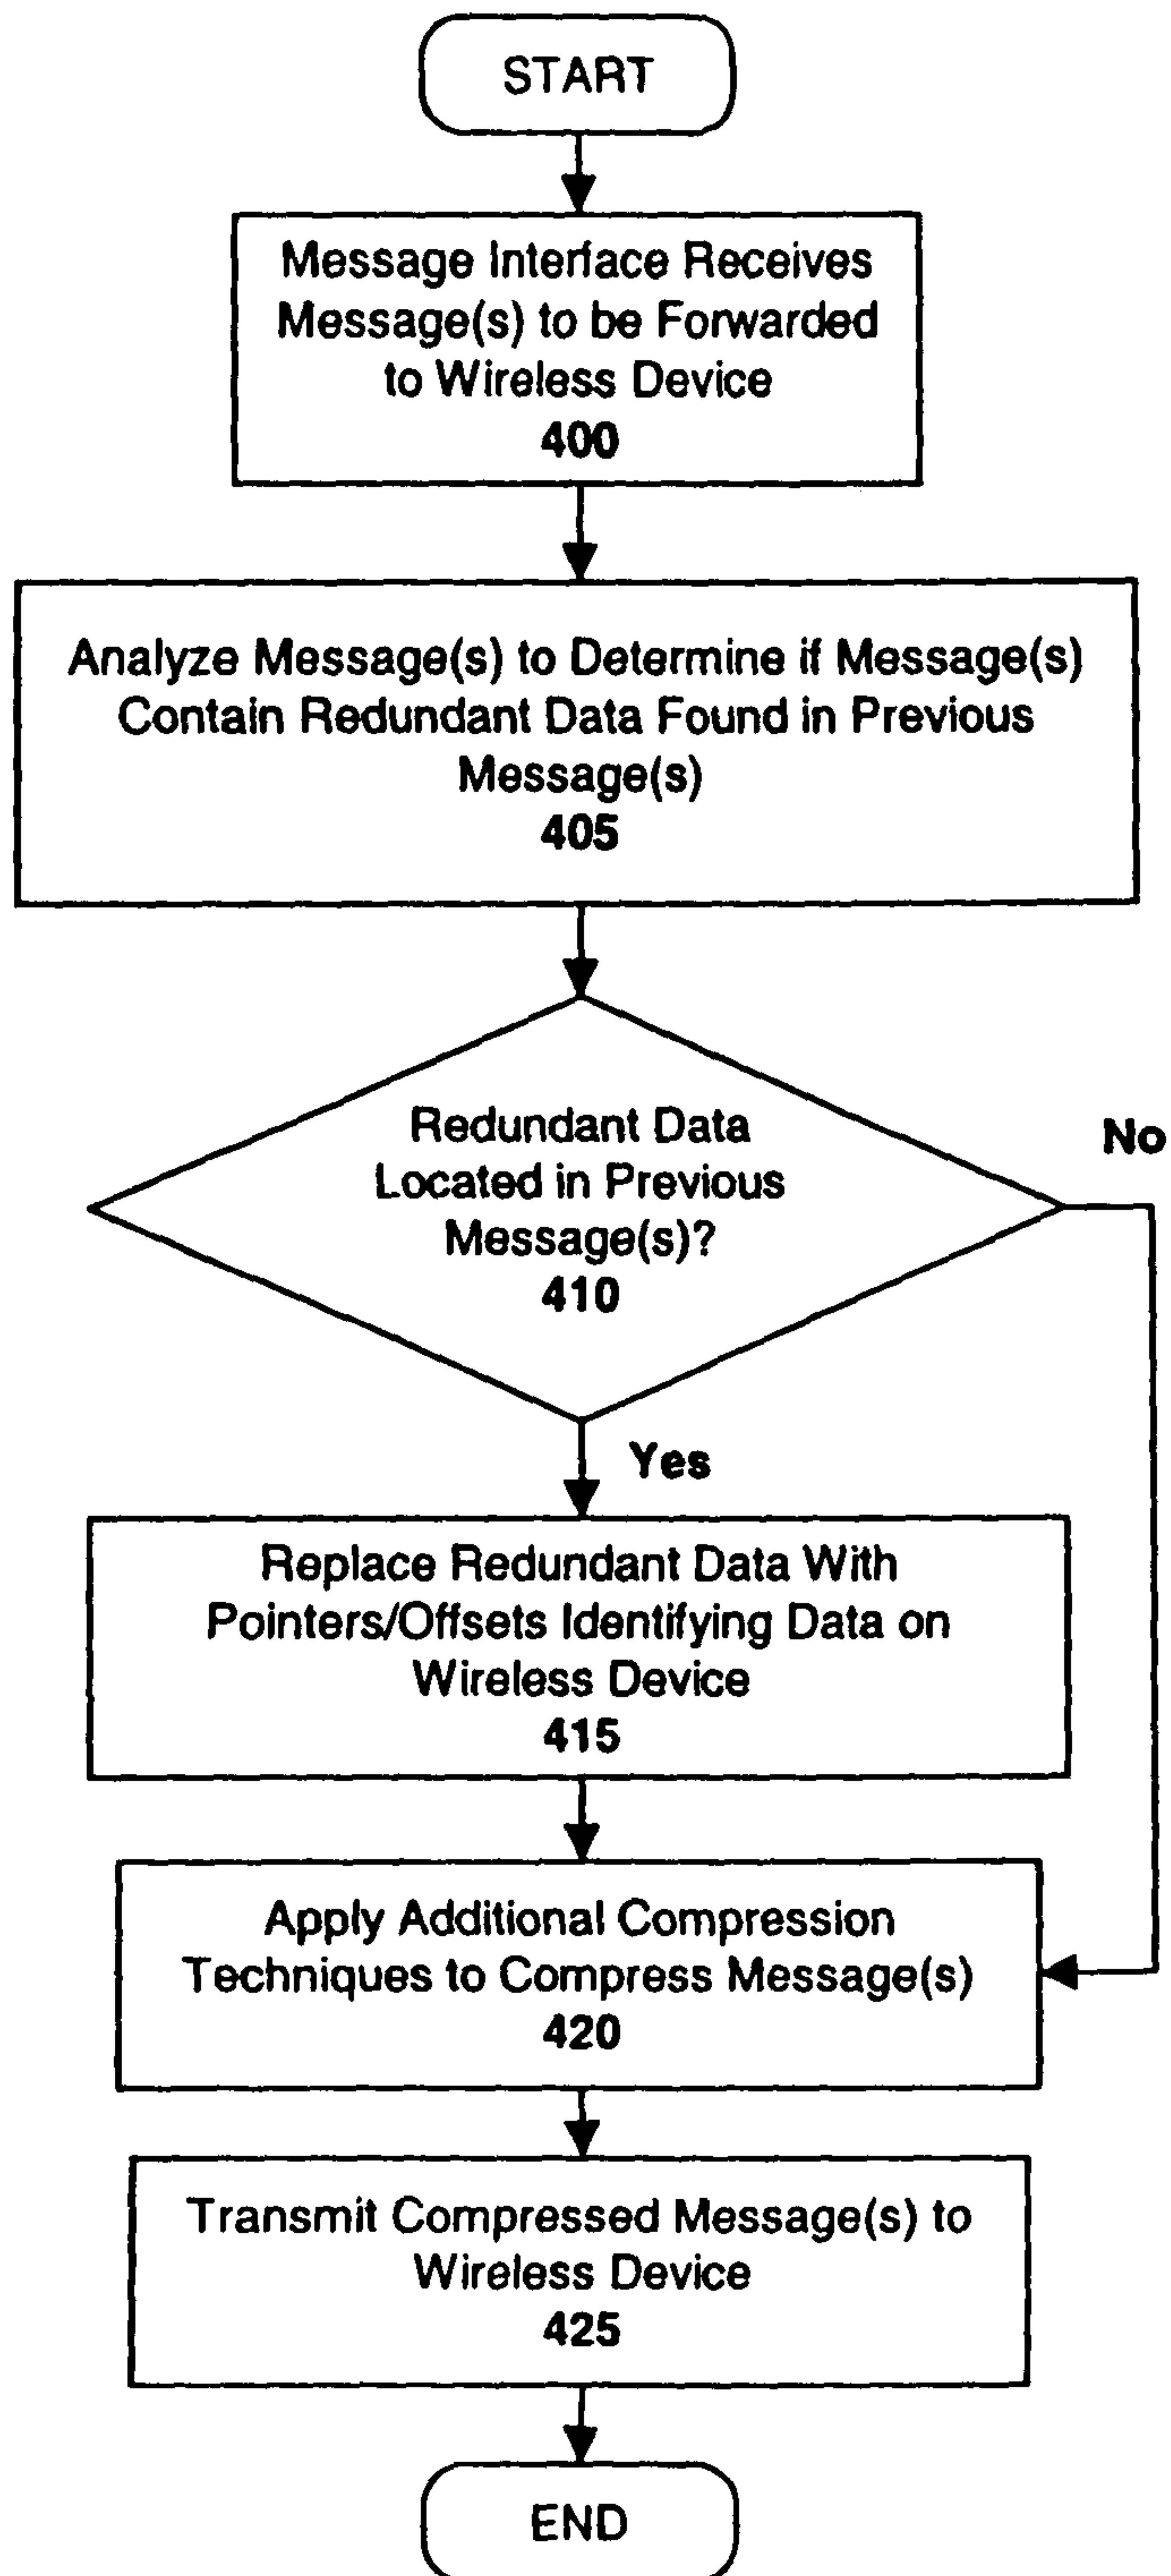 START
Message Interface Receives
Message(s) to be Forwarded
to Wireless Device
400
Analyze Message(s) to Determine if Message(s)
Contain Redundant Data Found in Previous
Message(s)
405
Redundant Data
Located in Previous
Message(s)?
410
No
Yes
Replace Redundant Data With
Pointers/Offsets Identifying Data on
Wireless Device
415
Apply Additional Compression
Techniques to Compress Message(s)
420
Transmit Compressed Message(s) to
Wireless Device
425
END